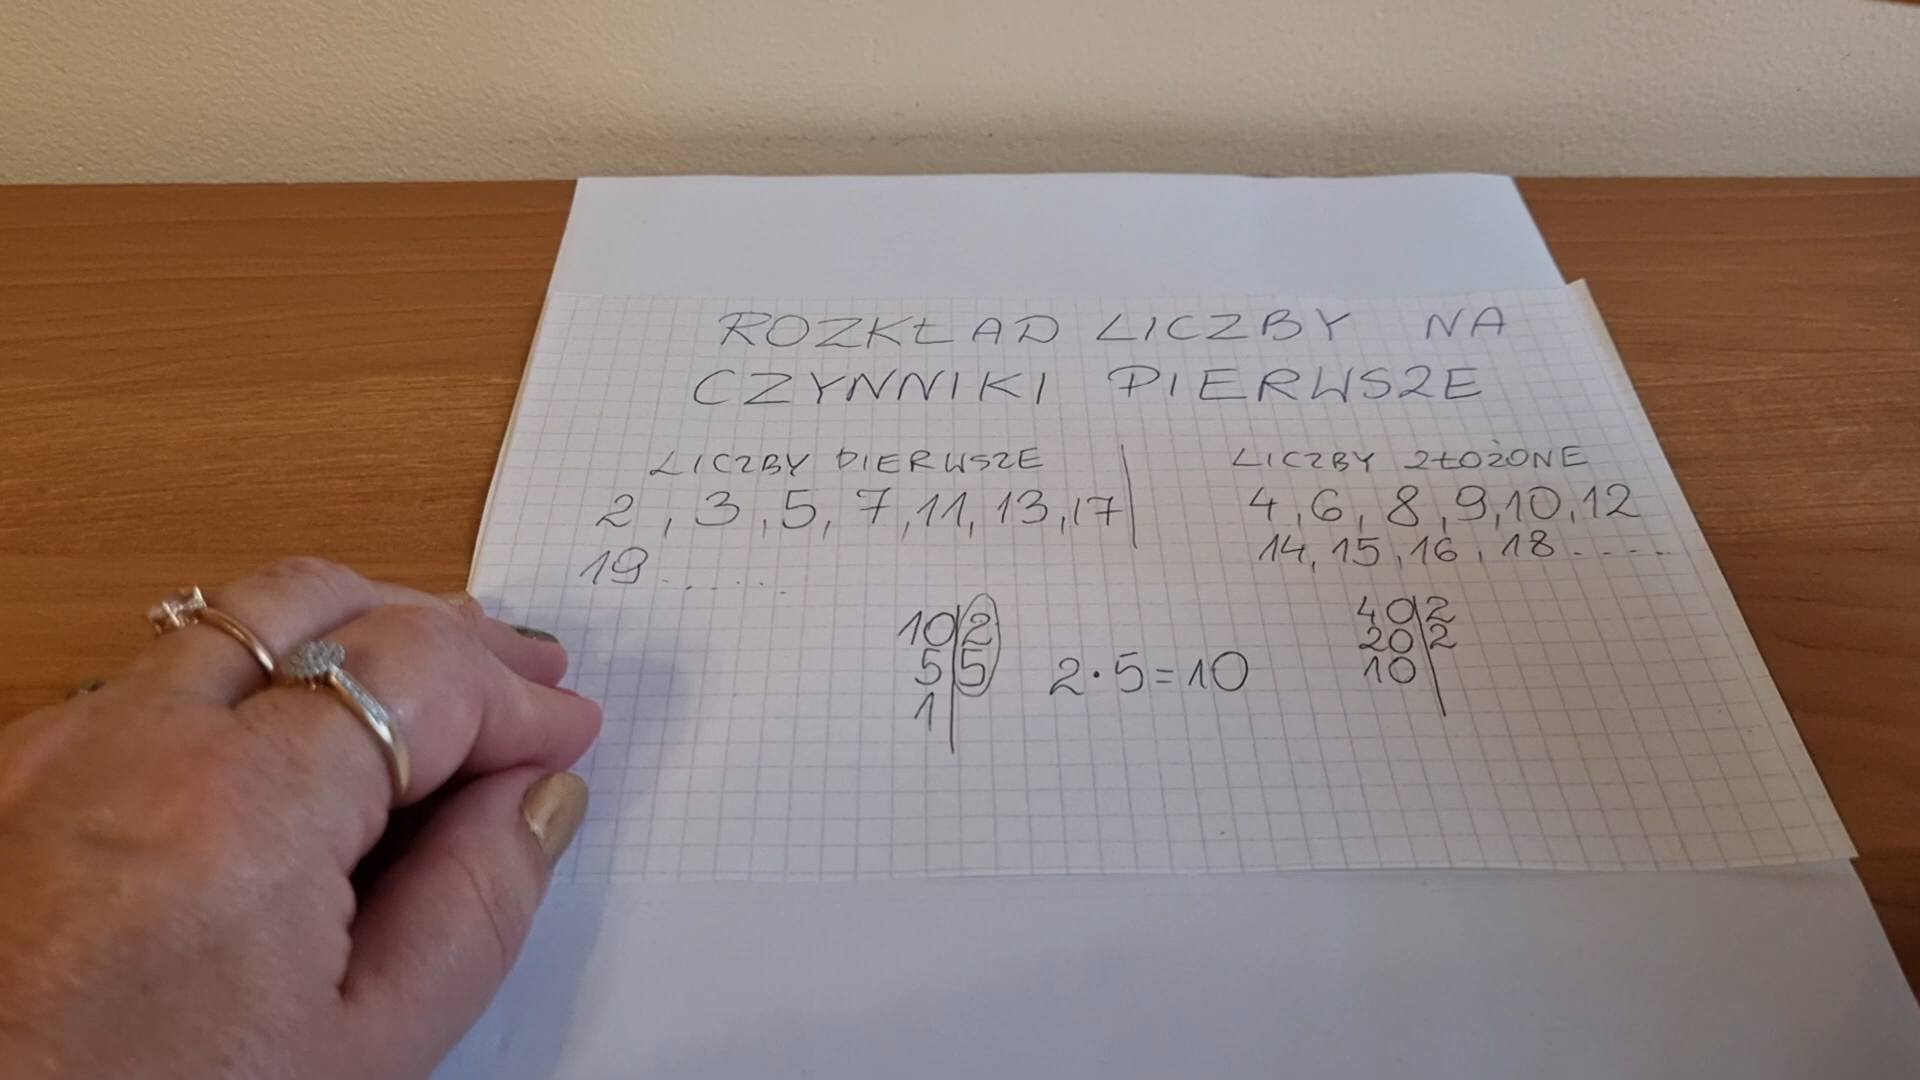 ROZKŁAD LICZBY NA
CZYNNIKI PIERWSZE
LICZBY PIERWSZE
2, 3, 5, 7, 11, 13, 17
19.....
LICZBY ZŁOŻONE
4, 6, 8, 9, 10, 12
14, 15, 16, 18.....
10|2
5|5
1|
2·5=10
40|2
20|2
10|